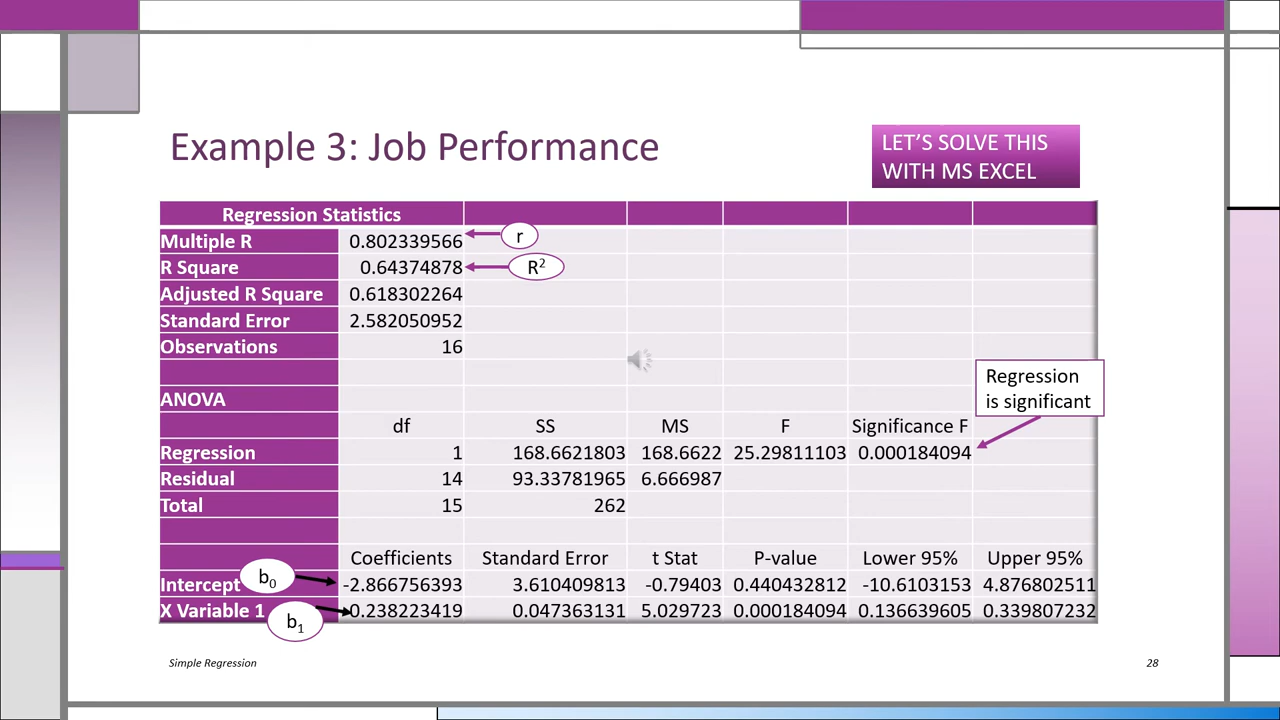 Example 3: Job Performance
LET'S SOLVE THIS
WITH MS EXCEL
Regression Statistics
Multiple R 0.802339566 r
R Square 0.64374878 R²
Adjusted R Square 0.618302264
Standard Error 2.582050952
Observations 16
Regression
is significant
ANOVA
df SS MS F Significance F
Regression 1 168.6621803 168.6622 25.29811103 0.000184094
Residual 14 93.33781965 6.666987
Total 15 262
Coefficients Standard Error t Stat P-value Lower 95% Upper 95%
Intercept b₀ -2.866756393 3.610409813 -0.79403 0.440432812 -10.6103153 4.876802511
X Variable 1 b₁ 0.238223419 0.047363131 5.029723 0.000184094 0.136639605 0.339807232
Simple Regression 28